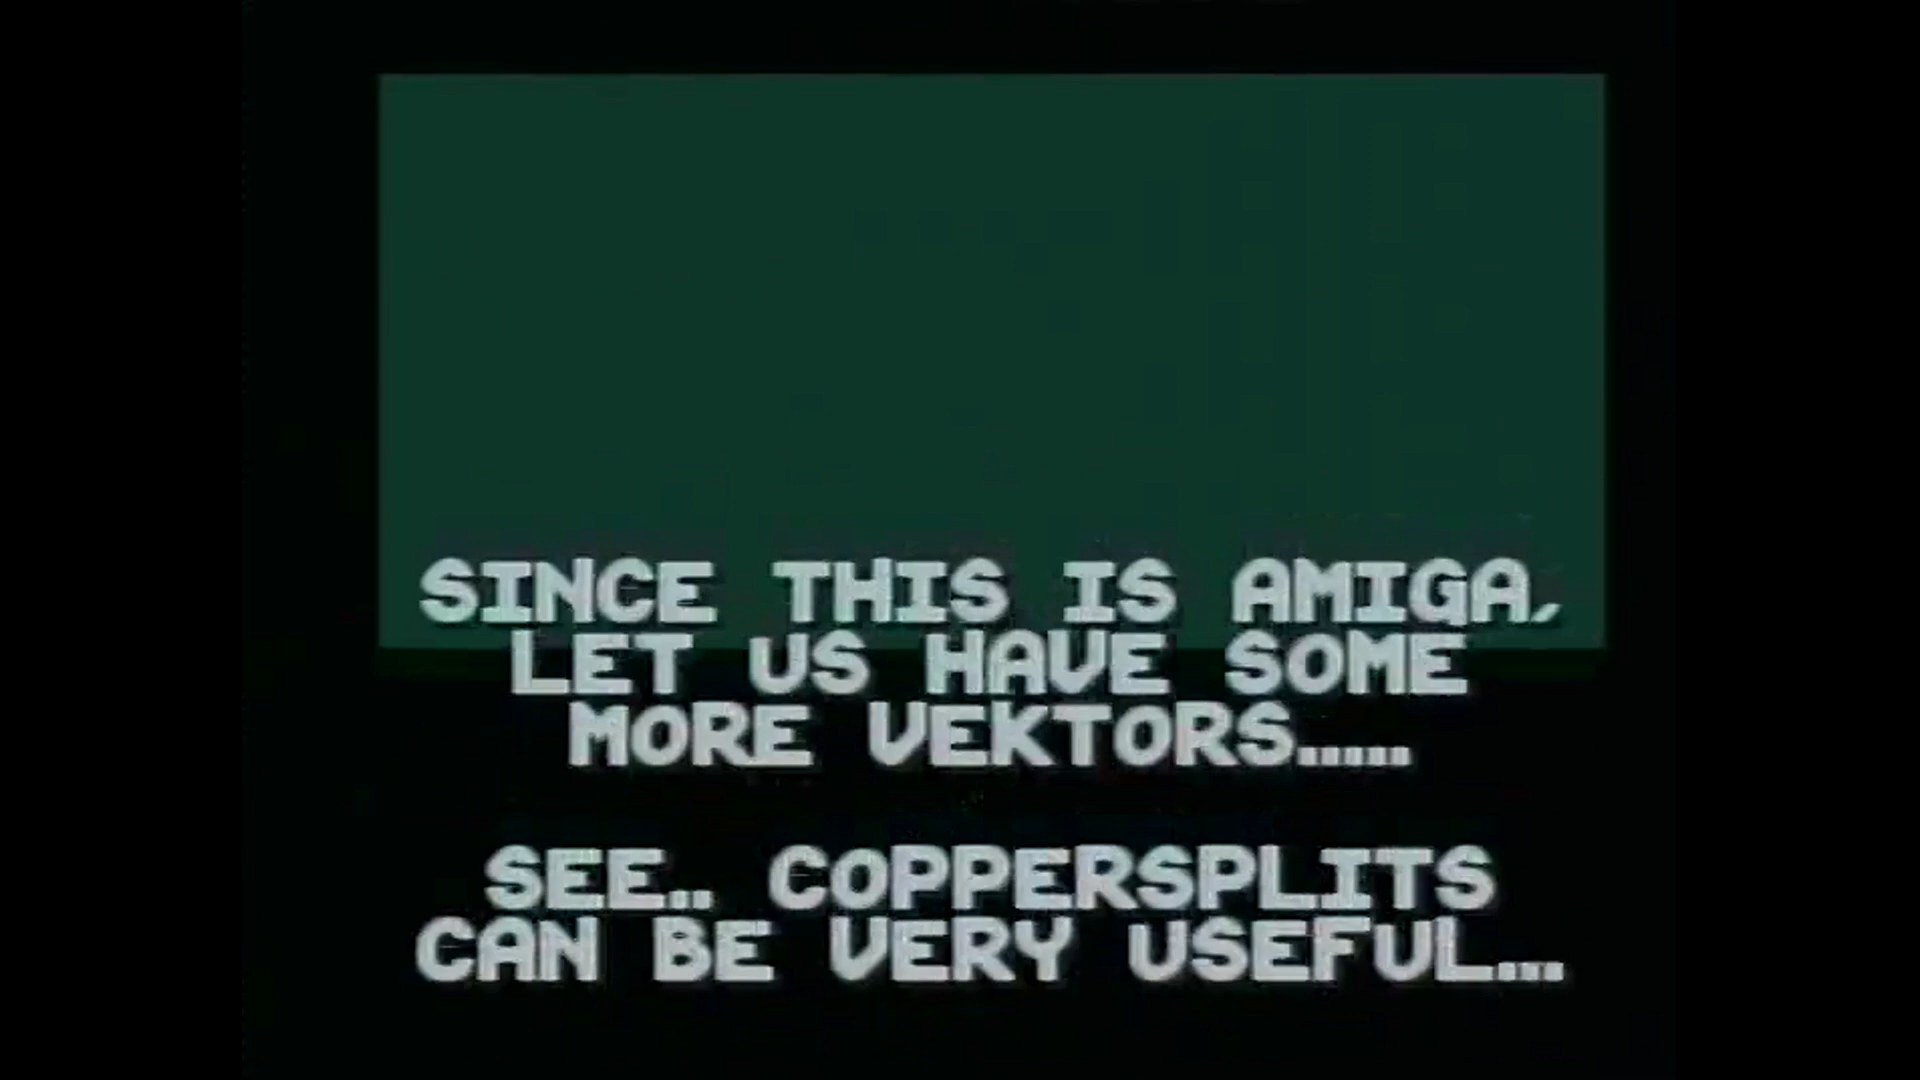 SINCE THIS IS AMIGA,
LET US HAVE SOME
MORE VEKTORS.....
SEE.. COPPERSPLITS
CAN BE VERY USEFUL...